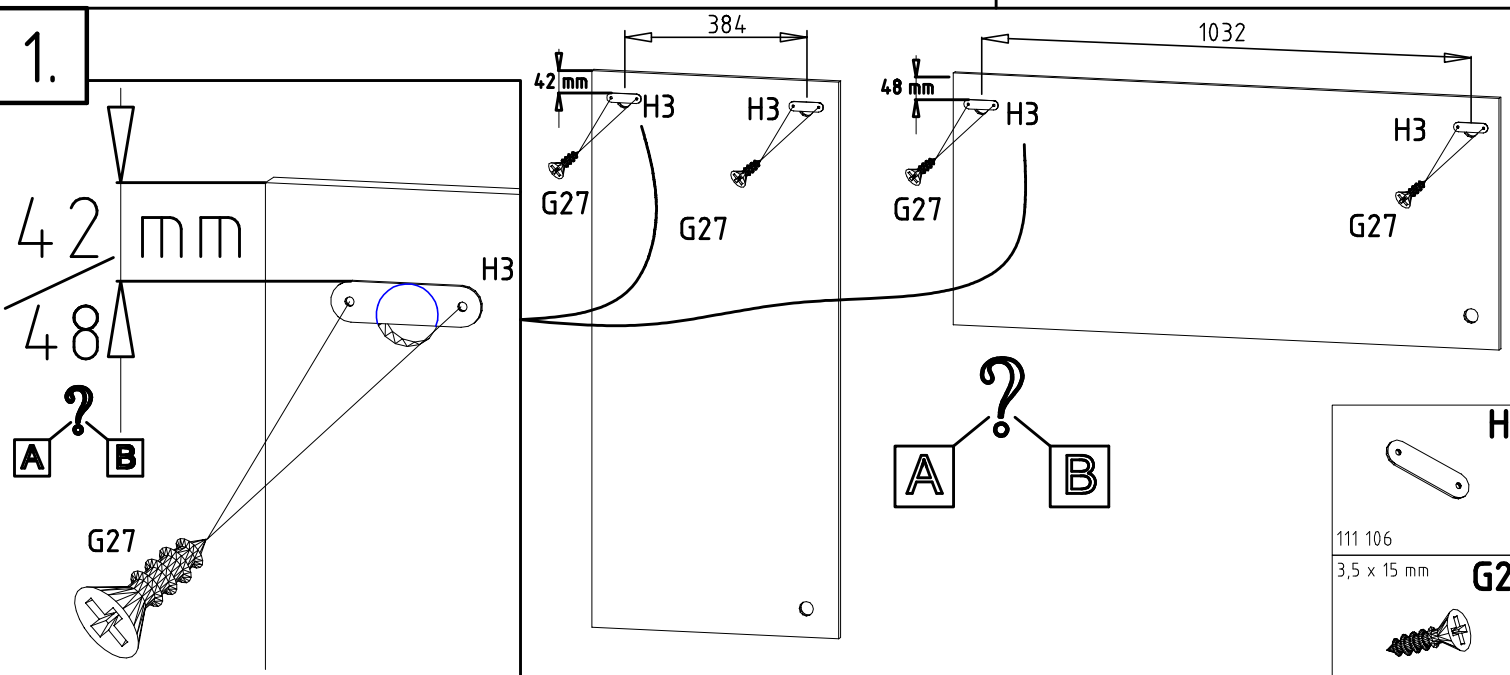 1.
42 mm
48
H3
?
A B
G27
384
42 mm
H3 H3
G27 G27
1032
48 mm
H3 H3
G27 G27
?
A B
H
111 106
3,5 x 15 mm G2